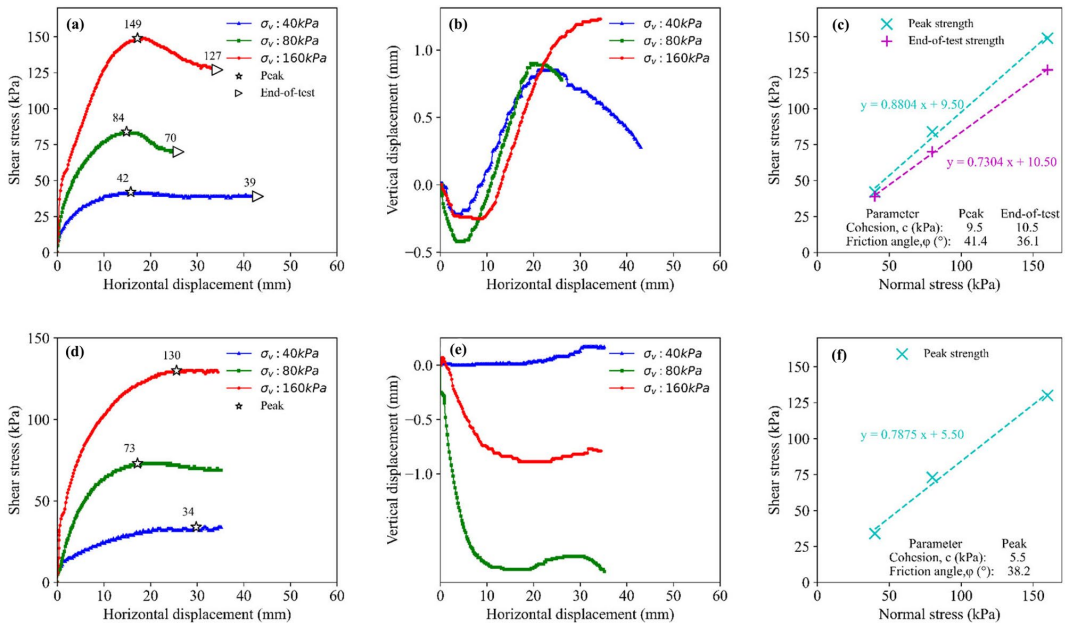 (a)
σv : 40kPa
σv : 80kPa
σv : 160kPa
Peak
End-of-test
149
127
84
70
42
39
150
125
100
75
50
25
0
0 10 20 30 40 50 60
Shear stress (kPa)
Horizontal displacement (mm)
(b)
σv : 40kPa
σv : 80kPa
σv : 160kPa
1.0
0.5
0.0
−0.5
0 10 20 30 40 50 60
Vertical displacement (mm)
Horizontal displacement (mm)
(c)
Peak strength
End-of-test strength
y = 0.8804 x + 9.50
y = 0.7304 x + 10.50
Parameter Peak End-of-test
Cohesion, c (kPa): 9.5 10.5
Friction angle,φ (°): 41.4 36.1
150
125
100
75
50
25
0
0 50 100 150
Shear stress (kPa)
Normal stress (kPa)
(d)
σv : 40kPa
σv : 80kPa
σv : 160kPa
Peak
130
73
34
150
100
50
0
0 10 20 30 40 50 60
Shear stress (kPa)
Horizontal displacement (mm)
(e)
σv : 40kPa
σv : 80kPa
σv : 160kPa
0.0
−0.5
−1.0
0 10 20 30 40 50 60
Vertical displacement (mm)
Horizontal displacement (mm)
(f)
Peak strength
y = 0.7875 x + 5.50
Parameter Peak
Cohesion, c (kPa): 5.5
Friction angle,φ (°): 38.2
150
125
100
75
50
25
0
0 50 100 150
Shear stress (kPa)
Normal stress (kPa)